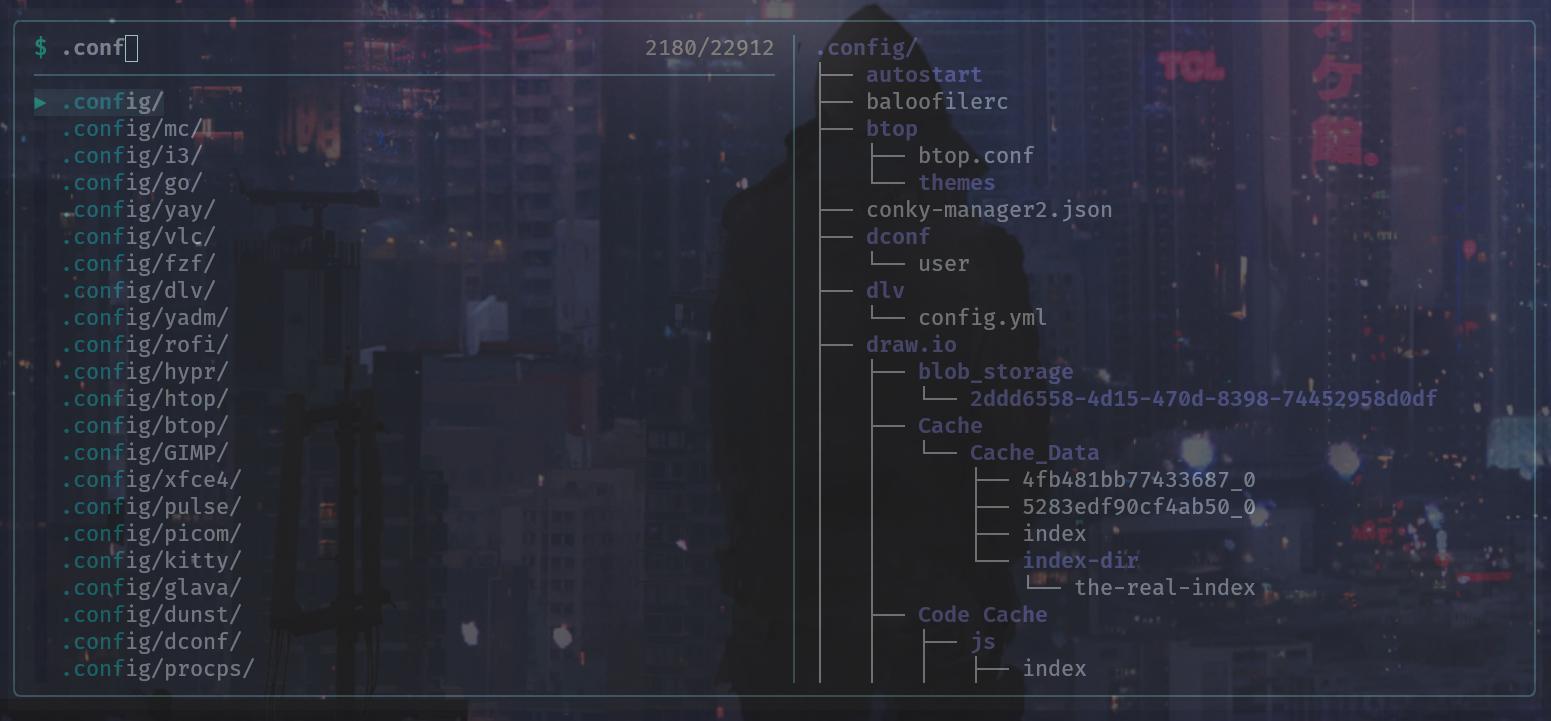 $ .conf 2180/22912
▶ .config/
.config/mc/
.config/i3/
.config/go/
.config/yay/
.config/vlc/
.config/fzf/
.config/dlv/
.config/yadm/
.config/rofi/
.config/hypr/
.config/htop/
.config/btop/
.config/GIMP/
.config/xfce4/
.config/pulse/
.config/picom/
.config/kitty/
.config/glava/
.config/dunst/
.config/dconf/
.config/procps/
.config/
├── autostart
├── baloofilerc
├── btop
│   ├── btop.conf
│   └── themes
├── conky-manager2.json
├── dconf
│   └── user
├── dlv
│   └── config.yml
├── draw.io
│   ├── blob_storage
│   │   └── 2ddd6558-4d15-470d-8398-74452958d0df
│   ├── Cache
│   │   └── Cache_Data
│   │       ├── 4fb481bb77433687_0
│   │       ├── 5283edf90cf4ab50_0
│   │       ├── index
│   │       └── index-dir
│   │           └── the-real-index
│   ├── Code Cache
│   │   ├── js
│   │   │   ├── index
TCL
オケ館。